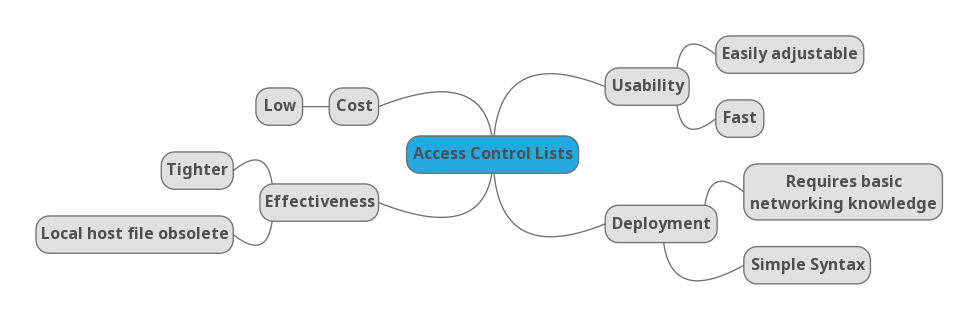 Access Control Lists
Usability
Easily adjustable
Fast
Deployment
Requires basic
networking knowledge
Simple Syntax
Cost
Low
Effectiveness
Tighter
Local host file obsolete